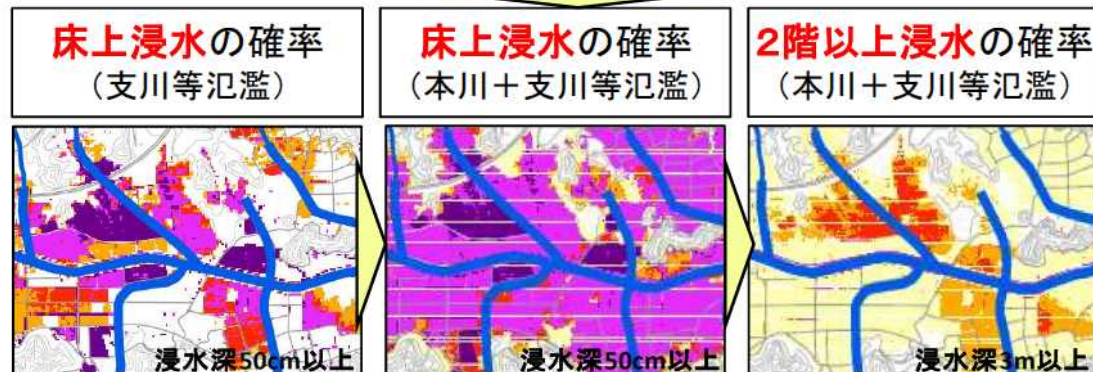 床上浸水の確率
(支川等氾濫)
浸水深50cm以上
床上浸水の確率
(本川+支川等氾濫)
浸水深50cm以上
2階以上浸水の確率
(本川+支川等氾濫)
浸水深3m以上